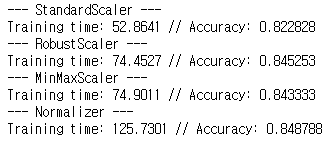 --- StandardScaler ---
Training time: 52.8641 // Accuracy: 0.822828
--- RobustScaler ---
Training time: 74.4527 // Accuracy: 0.845253
--- MinMaxScaler ---
Training time: 74.9011 // Accuracy: 0.843333
--- Normalizer ---
Training time: 125.7301 // Accuracy: 0.848788